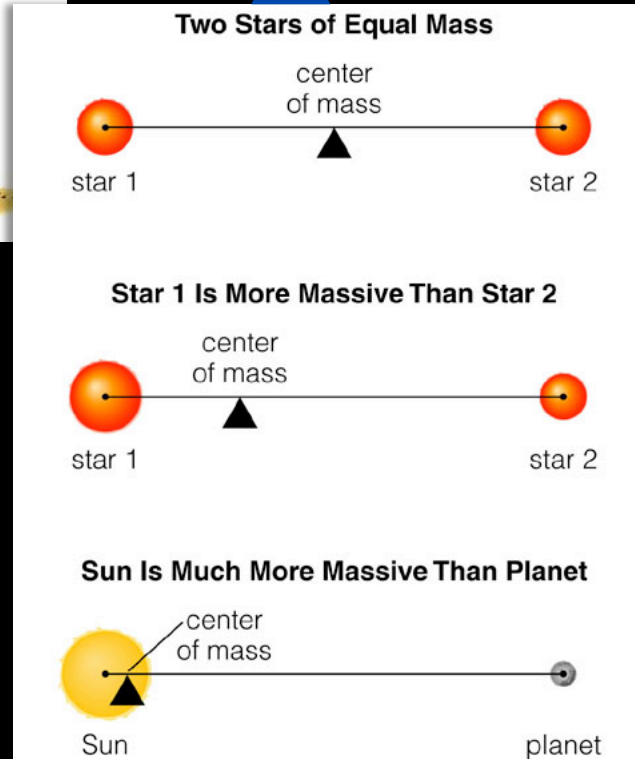 Two Stars of Equal Mass
center
of mass
star 1
star 2
Star 1 Is More Massive Than Star 2
center
of mass
star 1
star 2
Sun Is Much More Massive Than Planet
center
of mass
Sun
planet